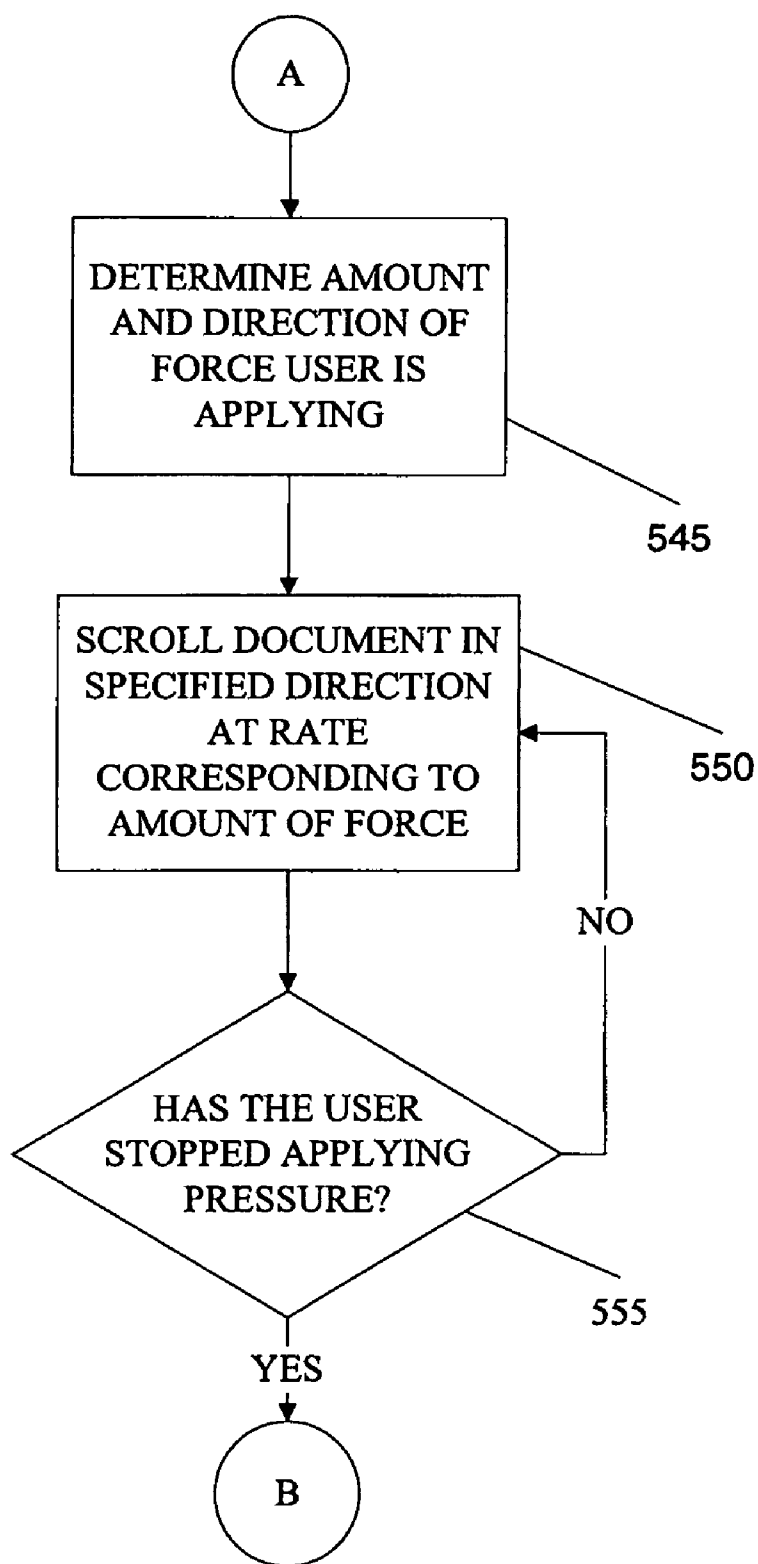 A
DETERMINE AMOUNT
AND DIRECTION OF
FORCE USER IS
APPLYING
545
SCROLL DOCUMENT IN
SPECIFIED DIRECTION
AT RATE
CORRESPONDING TO
AMOUNT OF FORCE
550
NO
HAS THE USER
STOPPED APPLYING
PRESSURE?
555
YES
B